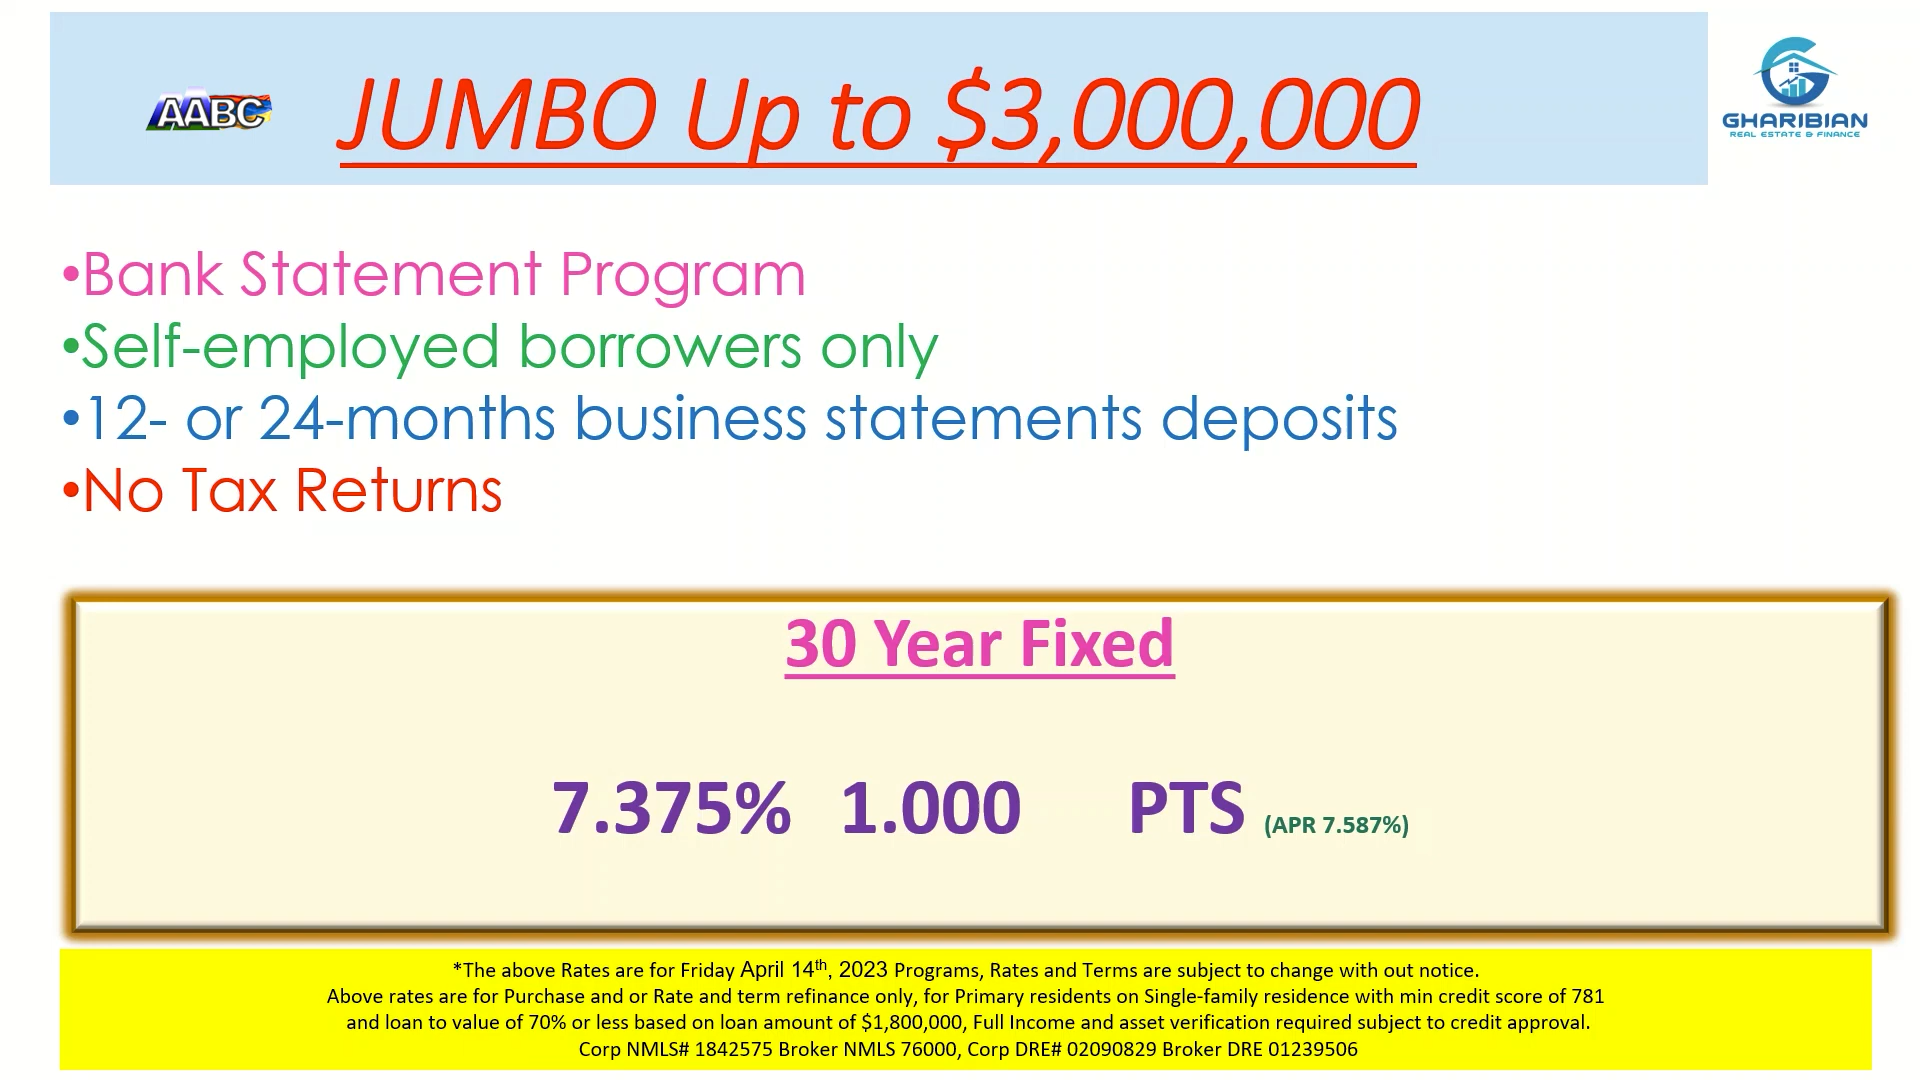 AABC
JUMBO Up to $3,000,000
GHARIBIAN
REAL ESTATE & FINANCE
•Bank Statement Program
•Self-employed borrowers only
•12- or 24-months business statements deposits
•No Tax Returns
30 Year Fixed
7.375% 1.000 PTS (APR 7.587%)
*The above Rates are for Friday April 14th, 2023 Programs, Rates and Terms are subject to change with out notice.
Above rates are for Purchase and or Rate and term refinance only, for Primary residents on Single-family residence with min credit score of 781
and loan to value of 70% or less based on loan amount of $1,800,000, Full Income and asset verification required subject to credit approval.
Corp NMLS# 1842575 Broker NMLS 76000, Corp DRE# 02090829 Broker DRE 01239506